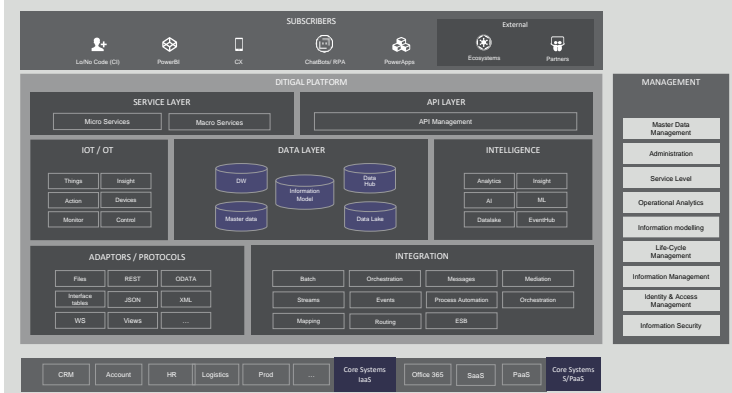 SUBSCRIBERS
External
Lo/No Code (CI)
PowerBI
CX
ChatBots/ RPA
PowerApps
Ecosystems
Partners
DITIGAL PLATFORM
MANAGEMENT
SERVICE LAYER
API LAYER
Micro Services
Macro Services
API Management
IOT / OT
DATA LAYER
INTELLIGENCE
Things
Insight
Action
Devices
Monitor
Control
DW
Information
Model
Data
Hub
Master data
Data Lake
Analytics
Insight
AI
ML
Datalake
EventHub
ADAPTORS / PROTOCOLS
INTEGRATION
Files
REST
ODATA
Interface
tables
JSON
XML
WS
Views
...
Batch
Orchestration
Messages
Mediation
Streams
Events
Process Automation
Orchestration
Mapping
Routing
ESB
Master Data
Management
Administration
Service Level
Operational Analytics
Information modelling
Life-Cycle
Management
Information Management
Identity & Access
Management
Information Security
CRM
Account
HR
Logistics
Prod
...
Core Systems
IaaS
Office 365
SaaS
PaaS
Core Systems
S/PaaS